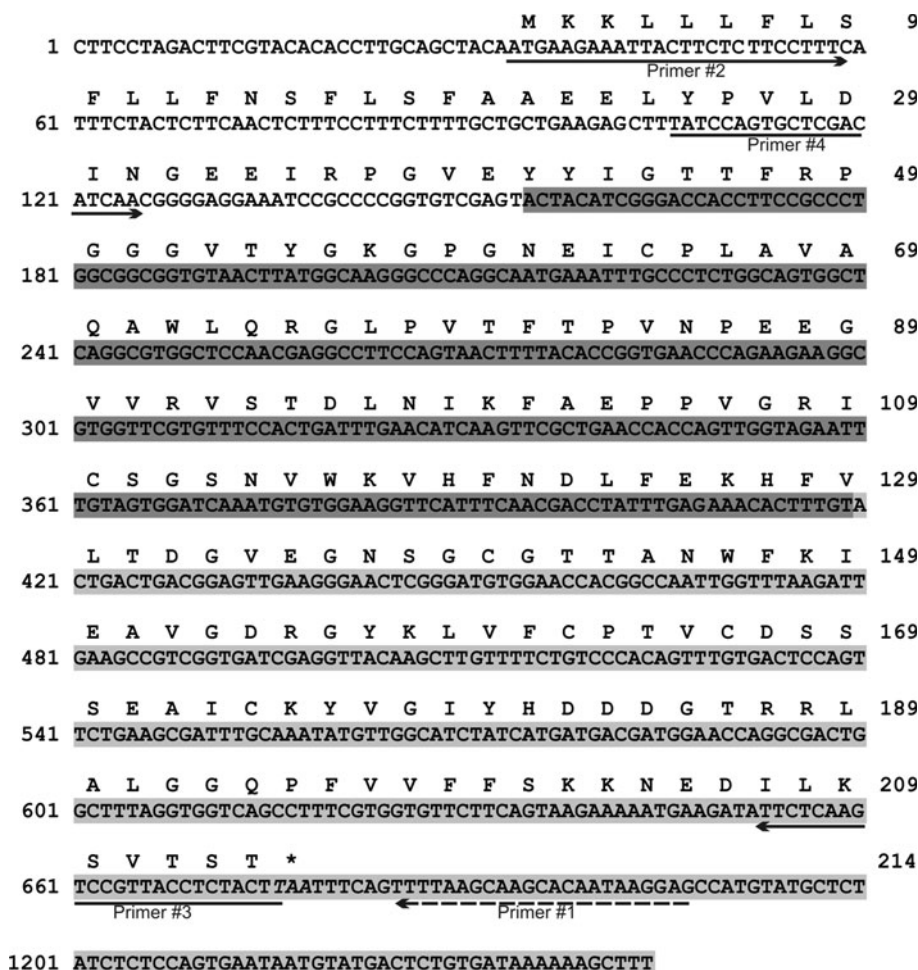 M K K L L L F L S 9
1 CTTCCTAGACTTCGTACACACCTTGCAGCTACAATGAAGAAATTACTTCTCTTCCTTTCA
Primer #2
F L L F N S F L S F A A E E L Y P V L D 29
61 TTTCTACTCTTCAACTCTTTCCTTTCTTTTGCTGCTGAAGAGCTTTATCCAGTGCTCGAC
Primer #4
I N G E E I R P G V E Y Y I G T T F R P 49
121 ATCAACGGGGAGGAAATCCGCCCCGGTGTCGAGTACTACATCGGGACCACCTTCCGCCCT
G G G V T Y G K G P G N E I C P L A V A 69
181 GGCGGCGGTGTAACTTATGGCAAGGGCCCAGGCAATGAAATTTGCCCTCTGGCAGTGGCT
Q A W L Q R G L P V T F T P V N P E E G 89
241 CAGGCGTGGCTCCAACGAGGCCTTCCAGTAACTTTTACACCGGTGAACCCAGAAGAAGGC
V V R V S T D L N I K F A E P P V G R I 109
301 GTGGTTCGTGTTTCCACTGATTTGAACATCAAGTTCGCTGAACCACCAGTTGGTAGAATT
C S G S N V W K V H F N D L F E K H F V 129
361 TGTAGTGGATCAAATGTGTGGAAGGTTCATTTCAACGACCTATTTGAGAAACACTTTGTA
L T D G V E G N S G C G T T A N W F K I 149
421 CTGACTGACGGAGTTGAAGGGAACTCGGGATGTGGAACCACGGCCAATTGGTTTAAGATT
E A V G D R G Y K L V F C P T V C D S S 169
481 GAAGCCGTCGGTGATCGAGGTTACAAGCTTGTTTTCTGTCCCACAGTTTGTGACTCCAGT
S E A I C K Y V G I Y H D D D G T R R L 189
541 TCTGAAGCGATTTGCAAATATGTTGGCATCTATCATGATGACGATGGAACCAGGCGACTG
A L G G Q P F V V F F S K K N E D I L K 209
601 GCTTTAGGTGGTCAGCCTTTCGTGGTGTTCTTCAGTAAGAAAAATGAAGATATTCTCAAG
S V T S T * 214
661 TCCGTTACCTCTACTTAATTTCAGTTTTAAGCAAGCACAATAAGGAGCCATGTATGCTCT
Primer #3 Primer #1
1201 ATCTCTCCAGTGAATAATGTATGACTCTGTGATAAAAAAGCTTT